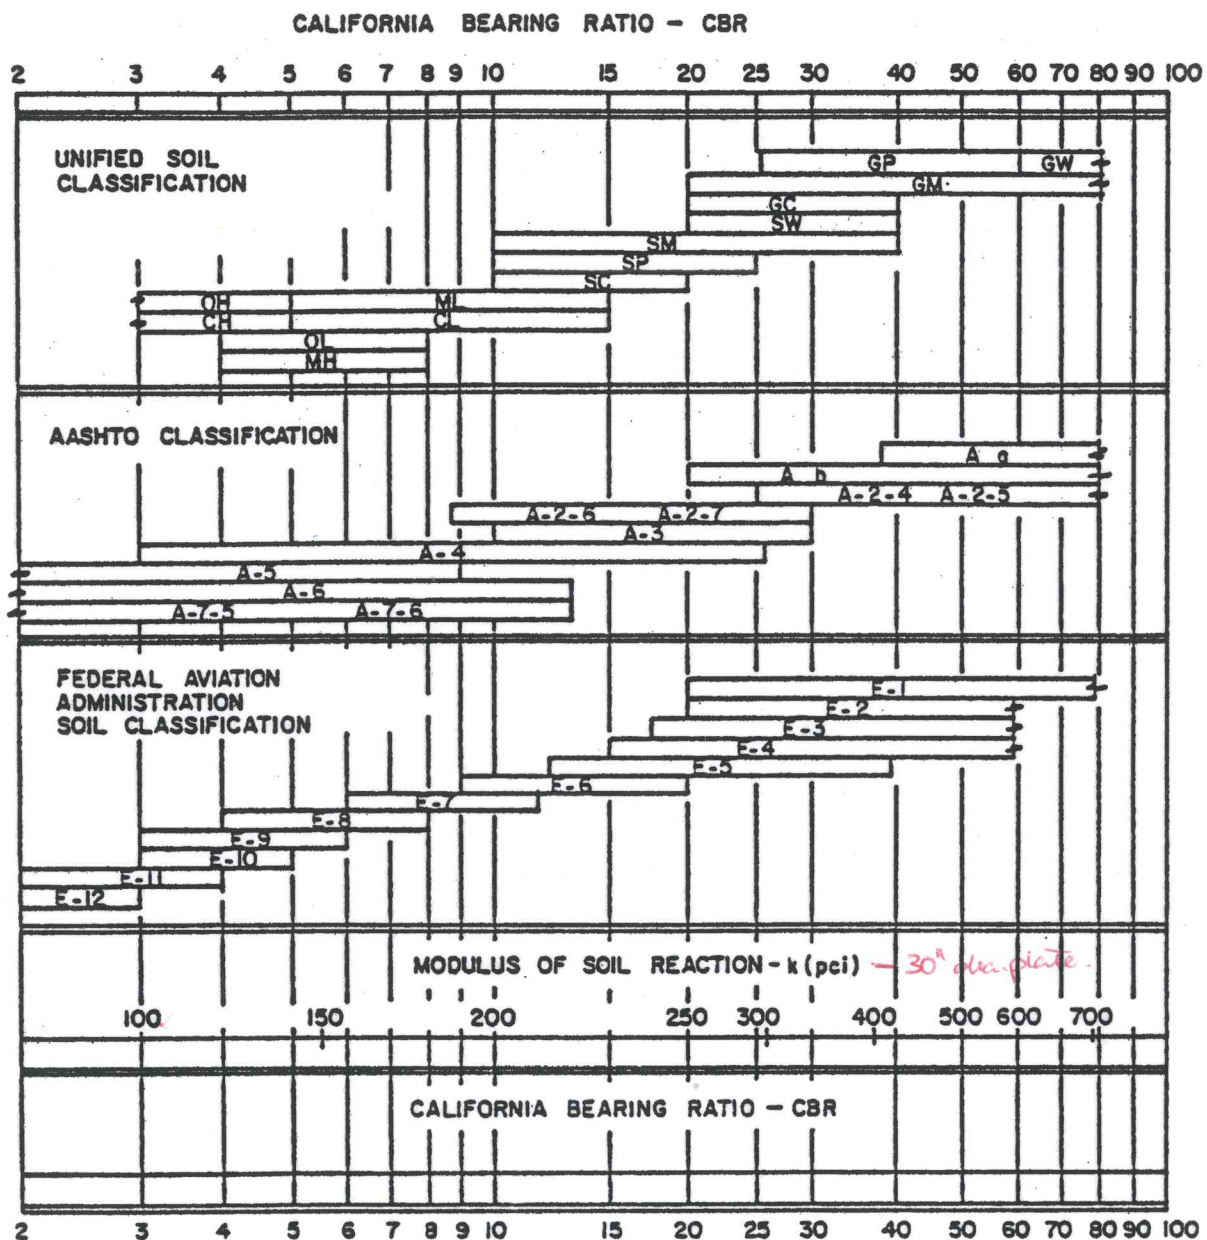 CALIFORNIA BEARING RATIO - CBR
2 3 4 5 6 7 8 9 10 15 20 25 30 40 50 60 70 80 90 100
UNIFIED SOIL
CLASSIFICATION
GP GW
GM
GC
SW
SM
SP
SC
OH ML
CH CL
OL
MH
AASHTO CLASSIFICATION
A a
A b
A-2-4 A-2-5
A-2-6 A-2-7
A-3
A-4
A-5
A-6
A-7-5 A-7-6
FEDERAL AVIATION
ADMINISTRATION
SOIL CLASSIFICATION
E-1
E-2
E-3
E-4
E-5
E-6
E-7
E-8
E-9
E-10
E-11
E-12
MODULUS OF SOIL REACTION - k (pci) - 30" dia. plate.
100 150 200 250 300 400 500 600 700
CALIFORNIA BEARING RATIO - CBR
2 3 4 5 6 7 8 9 10 15 20 25 30 40 50 60 70 80 90 100